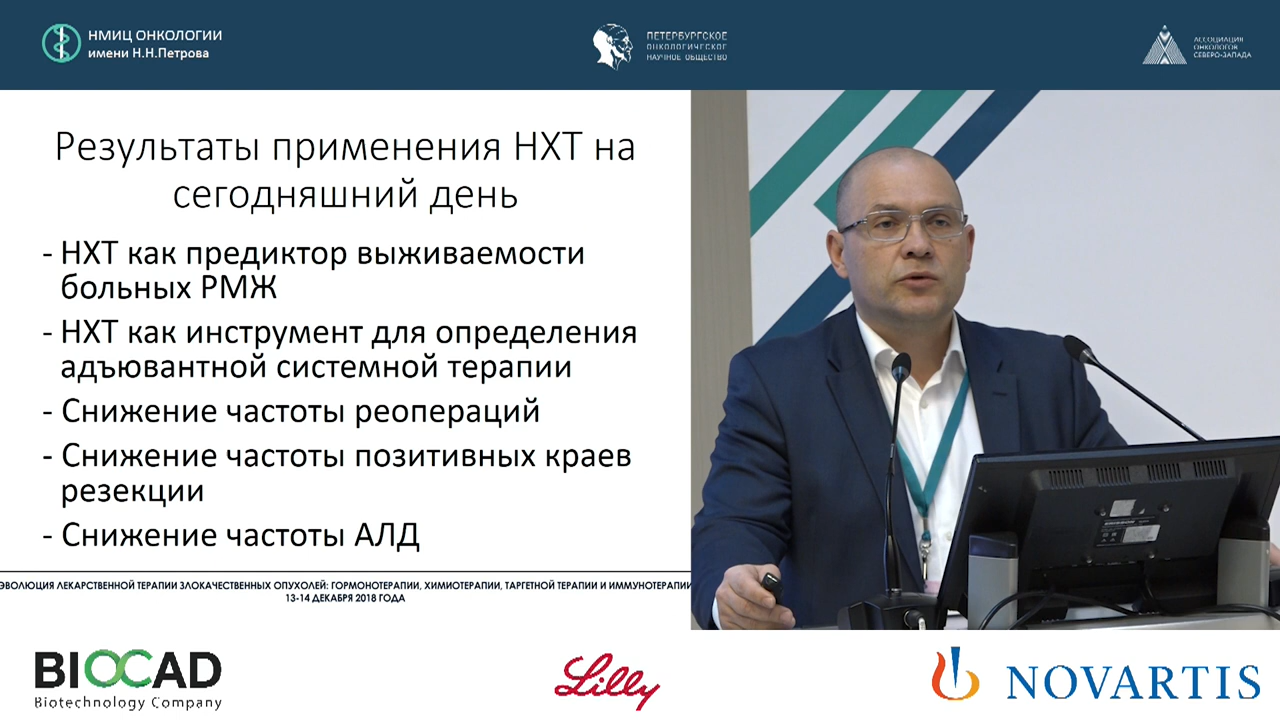 НМИЦ ОНКОЛОГИИ
имени Н.Н.Петрова
ПЕТЕРБУРГСКОЕ
ОНКОЛОГИЧЕСКОЕ
НАУЧНОЕ ОБЩЕСТВО
АССОЦИАЦИЯ
ОНКОЛОГОВ
СЕВЕРО-ЗАПАДА
Результаты применения НХТ на
сегодняшний день
- НХТ как предиктор выживаемости
больных РМЖ
- НХТ как инструмент для определения
адъювантной системной терапии
- Снижение частоты реопераций
- Снижение частоты позитивных краев
резекции
- Снижение частоты АЛД
ЭВОЛЮЦИЯ ЛЕКАРСТВЕННОЙ ТЕРАПИИ ЗЛОКАЧЕСТВЕННЫХ ОПУХОЛЕЙ: ГОРМОНОТЕРАПИИ, ХИМИОТЕРАПИИ, ТАРГЕТНОЙ ТЕРАПИИ И ИММУНОТЕРАПИИ
13-14 ДЕКАБРЯ 2018 ГОДА
BIOCAD
Biotechnology Company
Lilly
NOVARTIS